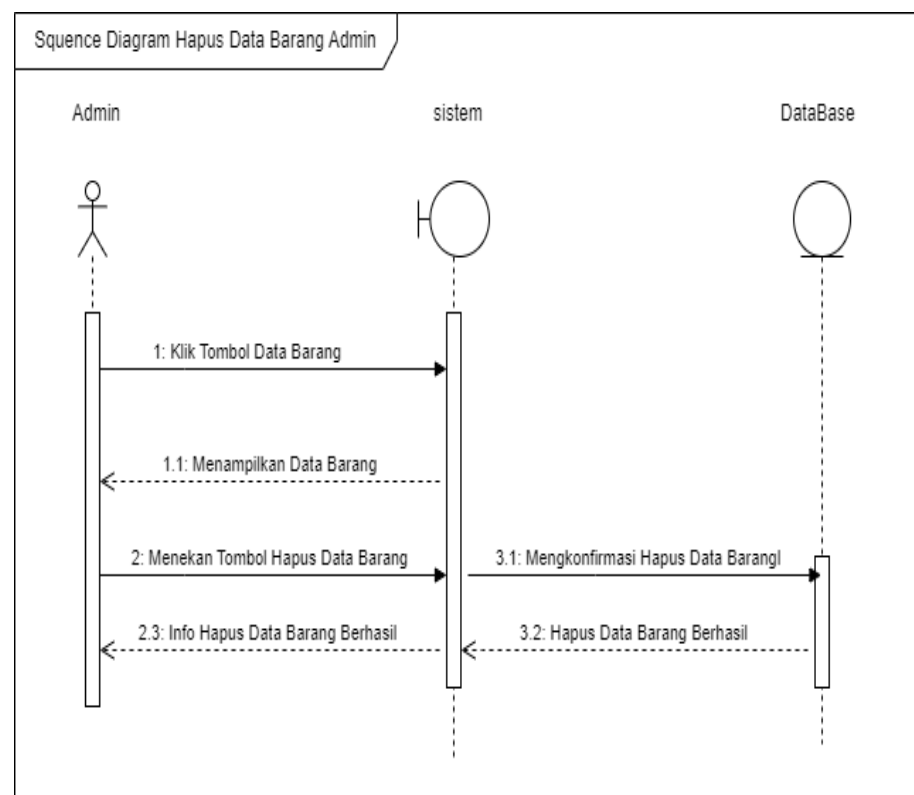 Squence Diagram Hapus Data Barang Admin
Admin
sistem
DataBase
1: Klik Tombol Data Barang
1.1: Menampilkan Data Barang
2: Menekan Tombol Hapus Data Barang
3.1: Mengkonfirmasi Hapus Data Barangl
2.3: Info Hapus Data Barang Berhasil
3.2: Hapus Data Barang Berhasil